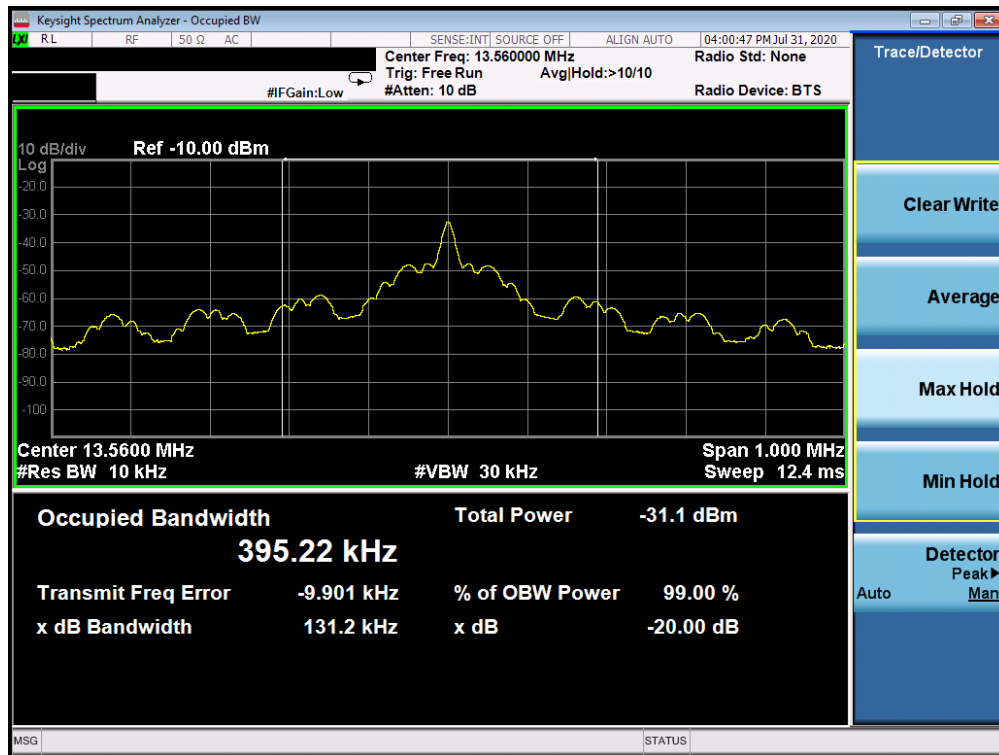 Keysight Spectrum Analyzer - Occupied BW
LXI RL RF 50 Ω AC SENSE:INT SOURCE OFF ALIGN AUTO 04:00:47 PM Jul 31, 2020
Center Freq: 13.560000 MHz Radio Std: None
Trig: Free Run Avg|Hold:>10/10
#IFGain:Low #Atten: 10 dB Radio Device: BTS
Trace/Detector
10 dB/div Ref -10.00 dBm
Log
-20.0
-30.0
-40.0
-50.0
-60.0
-70.0
-80.0
-90.0
-100
Center 13.5600 MHz Span 1.000 MHz
#Res BW 10 kHz #VBW 30 kHz Sweep 12.4 ms
Occupied Bandwidth Total Power -31.1 dBm
395.22 kHz
Transmit Freq Error -9.901 kHz % of OBW Power 99.00 %
x dB Bandwidth 131.2 kHz x dB -20.00 dB
Clear Write
Average
Max Hold
Min Hold
Detector
Peak▶
Auto Man
MSG STATUS